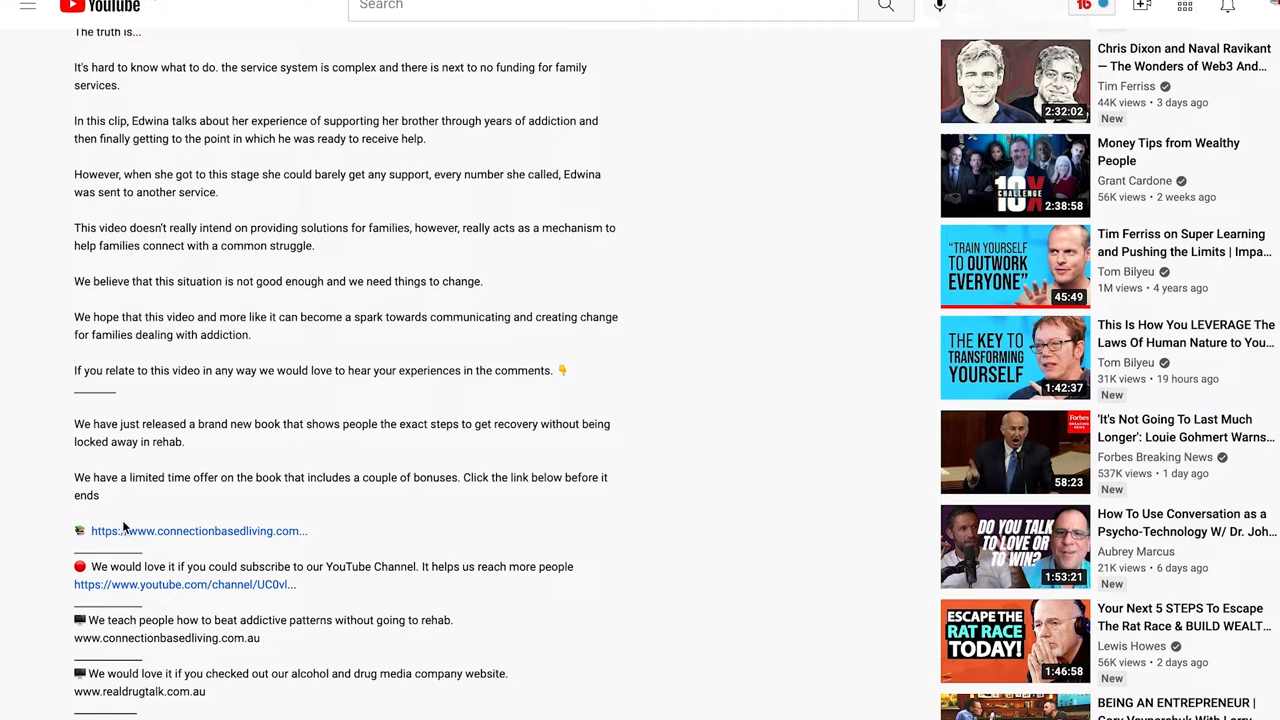 YouTube
Search
The truth is...
It's hard to know what to do. the service system is complex and there is next to no funding for family
services.
In this clip, Edwina talks about her experience of supporting her brother through years of addiction and
then finally getting to the point in which he was ready to receive help.
However, when she got to this stage she could barely get any support, every number she called, Edwina
was sent to another service.
This video doesn't really intend on providing solutions for families, however, really acts as a mechanism to
help families connect with a common struggle.
We believe that this situation is not good enough and we need things to change.
We hope that this video and more like it can become a spark towards communicating and creating change
for families dealing with addiction.
If you relate to this video in any way we would love to hear your experiences in the comments. 👇
We have just released a brand new book that shows people the exact steps to get recovery without being
locked away in rehab.
We have a limited time offer on the book that includes a couple of bonuses. Click the link below before it
ends
📚 https://www.connectionbasedliving.com...
🔴 We would love it if you could subscribe to our YouTube Channel. It helps us reach more people
https://www.youtube.com/channel/UC0vl...
🖥️ We teach people how to beat addictive patterns without going to rehab.
www.connectionbasedliving.com.au
🖥️ We would love it if you checked out our alcohol and drug media company website.
www.realdrugtalk.com.au
2:32:02
Chris Dixon and Naval Ravikant
— The Wonders of Web3 And...
Tim Ferriss
44K views • 3 days ago
New
10X
CHALLENGE
2:38:58
Money Tips from Wealthy
People
Grant Cardone
56K views • 2 weeks ago
"TRAIN YOURSELF
TO OUTWORK
EVERYONE"
45:49
Tim Ferriss on Super Learning
and Pushing the Limits | Impa...
Tom Bilyeu
1M views • 4 years ago
THE KEY TO
TRANSFORMING
YOURSELF
1:42:37
This Is How You LEVERAGE The
Laws Of Human Nature to You...
Tom Bilyeu
31K views • 19 hours ago
New
Forbes
BREAKING
NEWS
58:23
'It's Not Going To Last Much
Longer': Louie Gohmert Warns...
Forbes Breaking News
537K views • 1 day ago
New
DO YOU TALK
TO LOVE OR
TO WIN?
1:53:21
How To Use Conversation as a
Psycho-Technology W/ Dr. Joh...
Aubrey Marcus
21K views • 6 days ago
New
ESCAPE THE
RAT RACE
TODAY!
1:46:58
Your Next 5 STEPS To Escape
The Rat Race & BUILD WEALT...
Lewis Howes
56K views • 2 days ago
New
BEING AN ENTREPRENEUR |
Gary Vaynerchuk With Larry